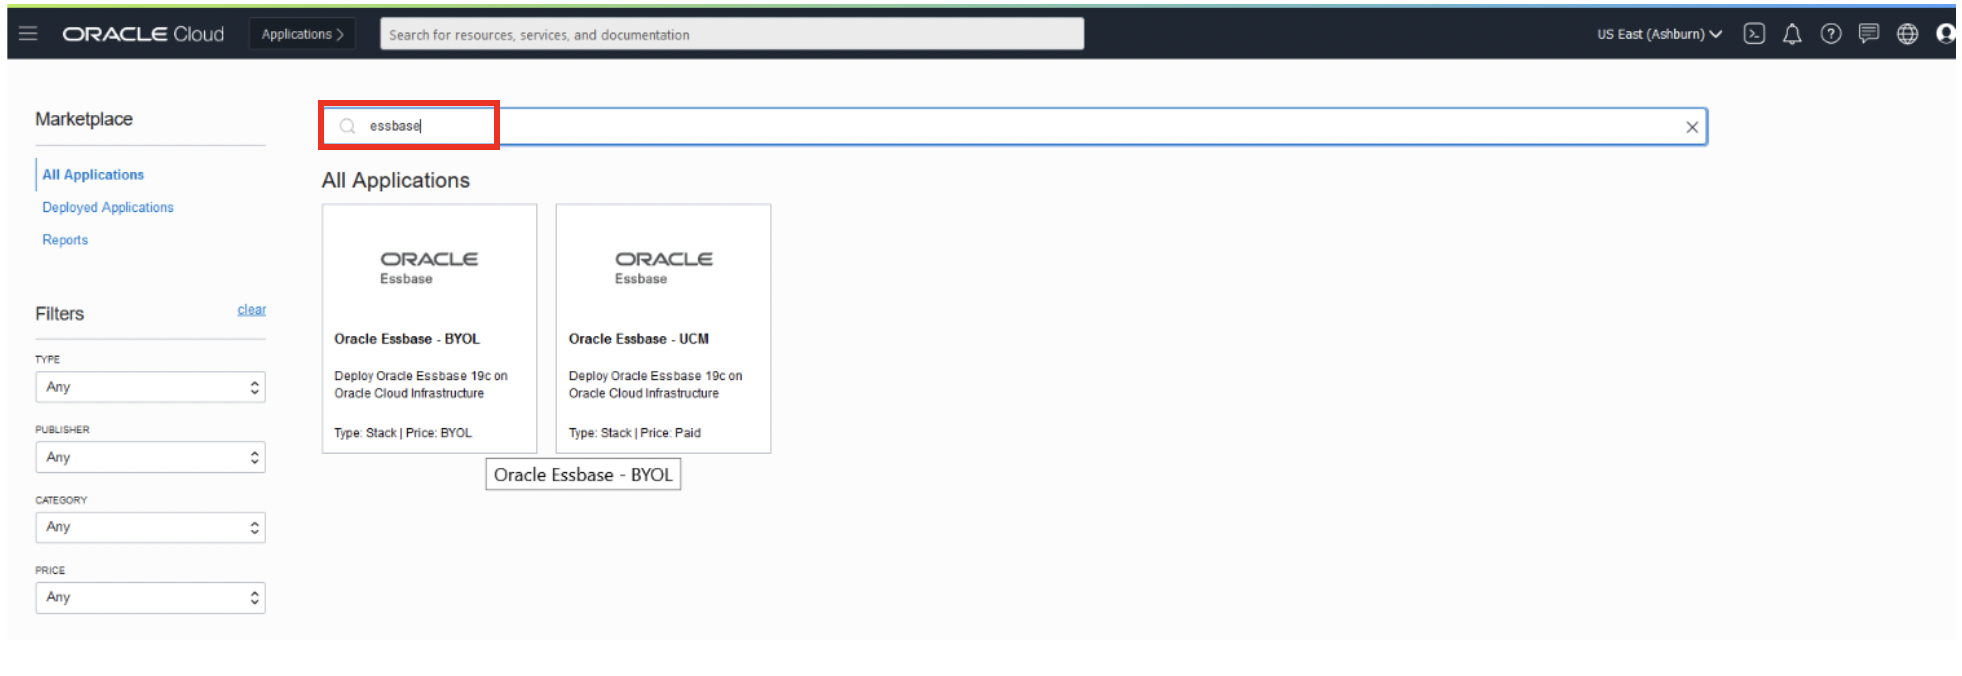 ORACLE Cloud
Applications >
Search for resources, services, and documentation
US East (Ashburn)
Marketplace
All Applications
Deployed Applications
Reports
Filters
clear
TYPE
Any
PUBLISHER
Any
CATEGORY
Any
PRICE
Any
essbase
All Applications
ORACLE
Essbase
Oracle Essbase - BYOL
Deploy Oracle Essbase 19c on
Oracle Cloud Infrastructure
Type: Stack | Price: BYOL
ORACLE
Essbase
Oracle Essbase - UCM
Deploy Oracle Essbase 19c on
Oracle Cloud Infrastructure
Type: Stack | Price: Paid
Oracle Essbase - BYOL